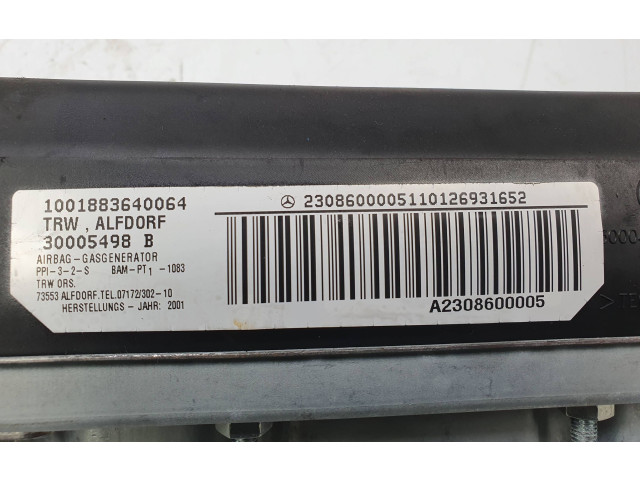 1001883640064
TRW , ALFDORF
30005498 B
AIRBAG-GASGENERATOR
PPI-3-2-S BAM-PT1 -1083
TRW ORS.
73553 ALFDORF.TEL.07172/302-10
HERSTELLUNGS - JAHR: 2001
2308600005110126931652
A2308600005